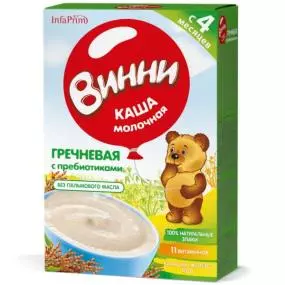 InfaPrim
с 4
месяцев
ВИННИ
КАША
МОЛОЧНАЯ
ГРЕЧНЕВАЯ
с пребиотиками
БЕЗ ПАЛЬМОВОГО МАСЛА
100% НАТУРАЛЬНЫЕ
ЗЛАКИ
11 витаминов